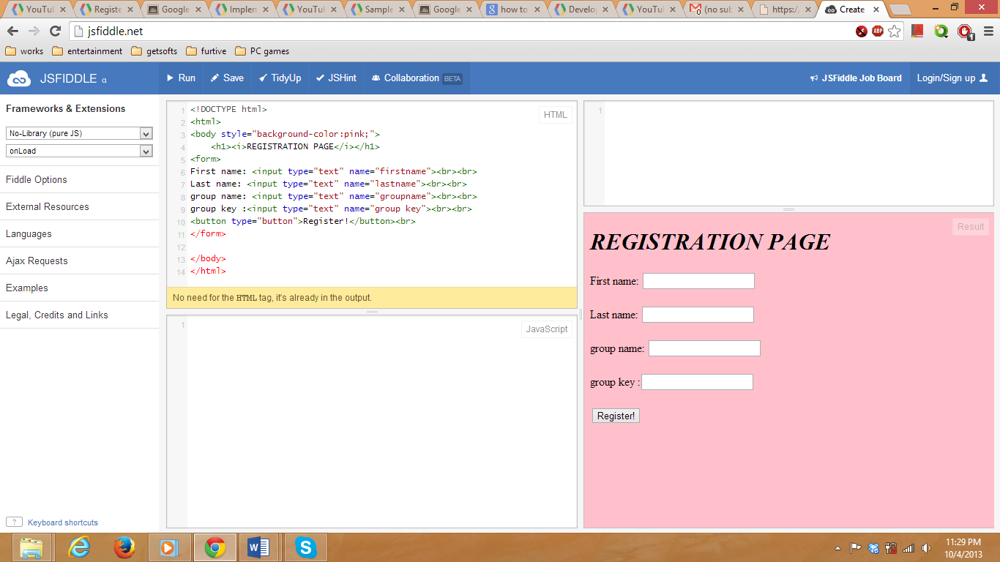 YouTul
Registe
Google
Implem
YouTul
Sample
Google
how to
Develo
YouTul
(no sub
https:/
Create
jsfiddle.net
ABP
1
works
entertainment
getsofts
furtive
PC games
JSFIDDLE α
Run
Save
TidyUp
JSHint
Collaboration BETA
JSFiddle Job Board
Login/Sign up
Frameworks & Extensions
No-Library (pure JS)
onLoad
Fiddle Options
External Resources
Languages
Ajax Requests
Examples
Legal, Credits and Links
? Keyboard shortcuts
HTML
1 <!DOCTYPE html>
2 <html>
3 <body style="background-color:pink;">
4     <h1><i>REGISTRATION PAGE</i></h1>
5 <form>
6 First name: <input type="text" name="firstname"><br><br>
7 Last name: <input type="text" name="lastname"><br><br>
8 group name: <input type="text" name="groupname"><br><br>
9 group key :<input type="text" name="group key"><br><br>
10 <button type="button">Register!</button><br>
11 </form>
12
13 </body>
14 </html>
No need for the HTML tag, it's already in the output.
1
JavaScript
1
Result
REGISTRATION PAGE
First name:
Last name:
group name:
group key :
Register!
11:29 PM
10/4/2013